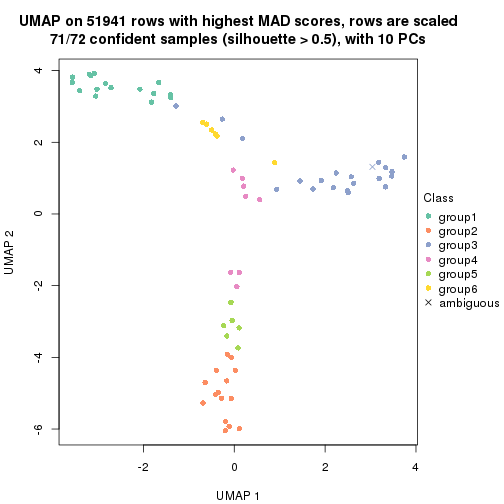 UMAP on 51941 rows with highest MAD scores, rows are scaled
71/72 confident samples (silhouette > 0.5), with 10 PCs
4
2
0
-2
-4
-6
UMAP 2
-2
0
2
4
UMAP 1
Class
group1
group2
group3
group4
group5
group6
ambiguous